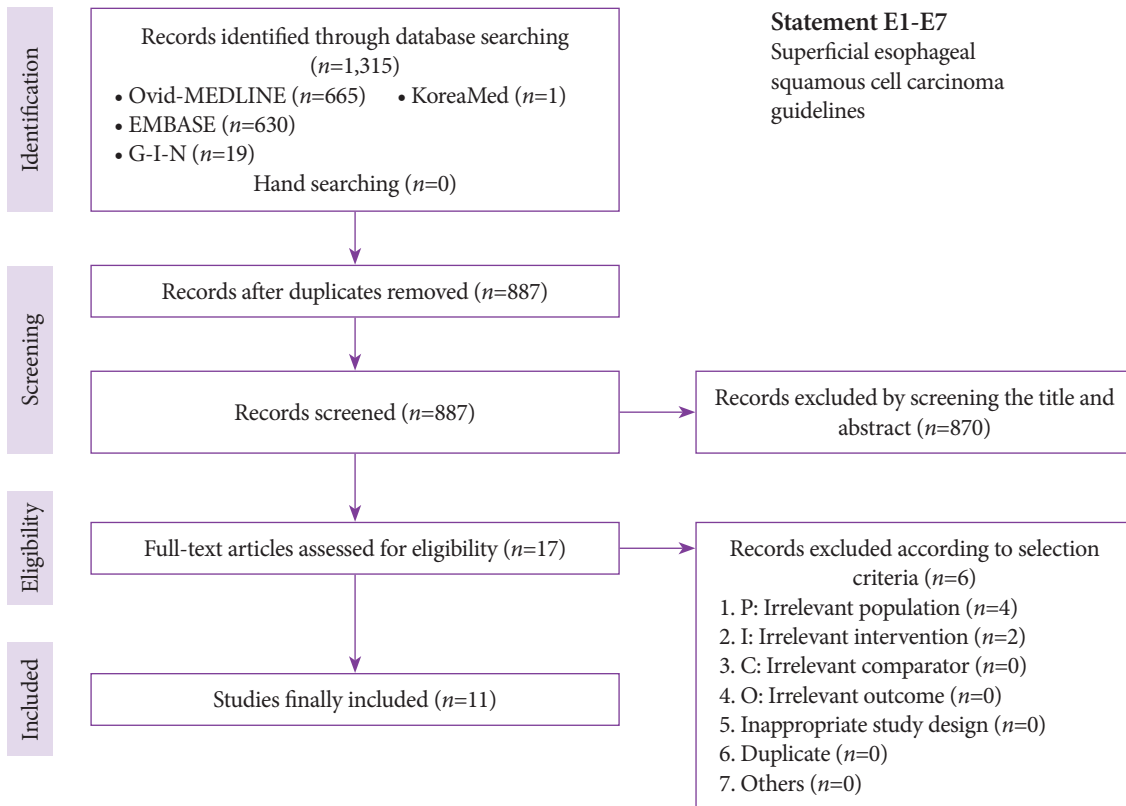 Identification
Records identified through database searching
(n=1,315)
• Ovid-MEDLINE (n=665) • KoreaMed (n=1)
• EMBASE (n=630)
• G-I-N (n=19)
Hand searching (n=0)
Statement E1-E7
Superficial esophageal
squamous cell carcinoma
guidelines
Screening
Records after duplicates removed (n=887)
Records screened (n=887)
Records excluded by screening the title and
abstract (n=870)
Eligibility
Full-text articles assessed for eligibility (n=17)
Records excluded according to selection
criteria (n=6)
1. P: Irrelevant population (n=4)
2. I: Irrelevant intervention (n=2)
3. C: Irrelevant comparator (n=0)
4. O: Irrelevant outcome (n=0)
5. Inappropriate study design (n=0)
6. Duplicate (n=0)
7. Others (n=0)
Included
Studies finally included (n=11)